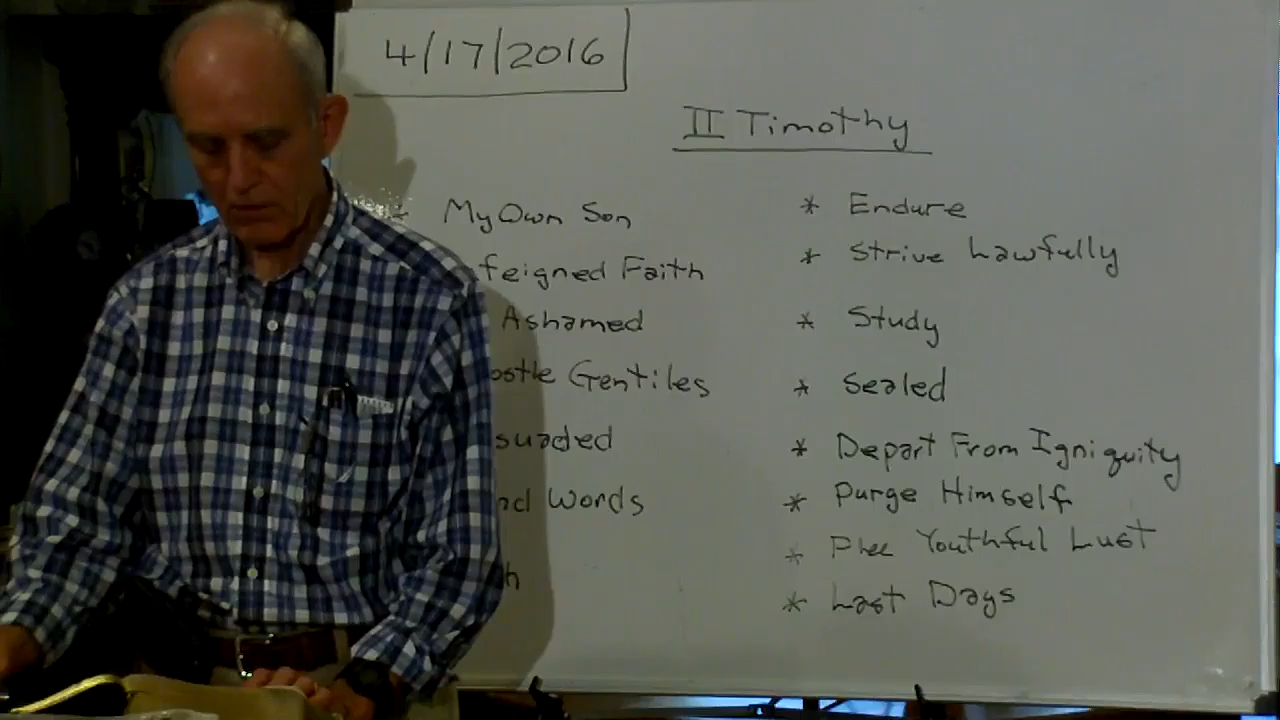 4/17/2016
II Timothy
* My Own Son
feigned Faith
Ashamed
ostle Gentiles
suaded
nd Words
h
* Endure
* Strive Lawfully
* Study
* Sealed
* Depart From Igniquity
* Purge Himself
* Phee Youthful Lust
* Last Days